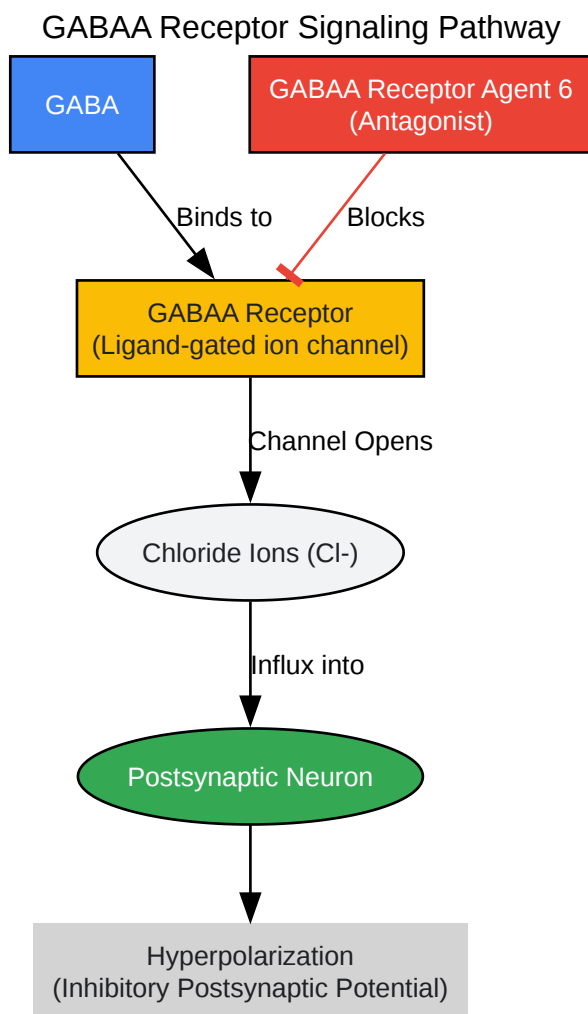 GABAA Receptor Signaling Pathway
GABA
GABAA Receptor Agent 6
(Antagonist)
Binds to
Blocks
GABAA Receptor
(Ligand-gated ion channel)
Channel Opens
Chloride Ions (Cl-)
Influx into
Postsynaptic Neuron
Hyperpolarization
(Inhibitory Postsynaptic Potential)